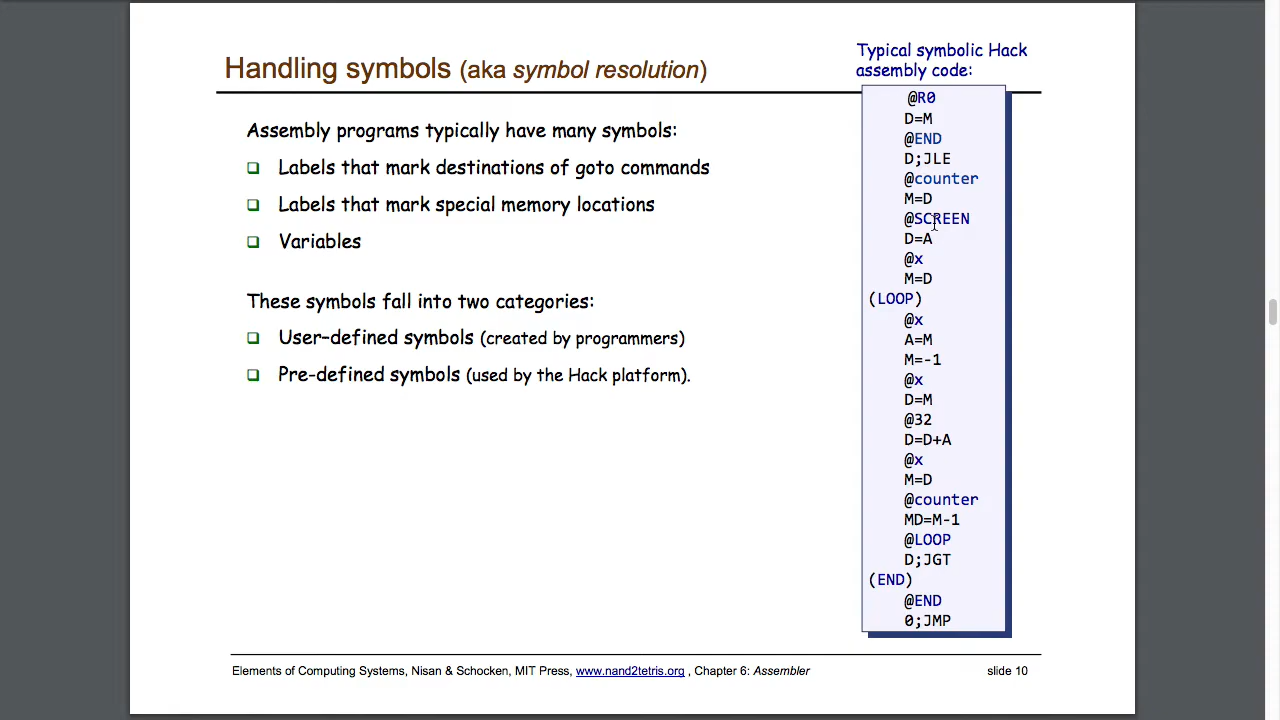 Handling symbols (aka symbol resolution)
Typical symbolic Hack
assembly code:
Assembly programs typically have many symbols:
Labels that mark destinations of goto commands
Labels that mark special memory locations
Variables
These symbols fall into two categories:
User–defined symbols (created by programmers)
Pre-defined symbols (used by the Hack platform).
@R0
D=M
@END
D;JLE
@counter
M=D
@SCREEN
D=A
@x
M=D
(LOOP)
@x
A=M
M=-1
@x
D=M
@32
D=D+A
@x
M=D
@counter
MD=M-1
@LOOP
D;JGT
(END)
@END
0;JMP
Elements of Computing Systems, Nisan & Schocken, MIT Press, www.nand2tetris.org , Chapter 6: Assembler
slide 10